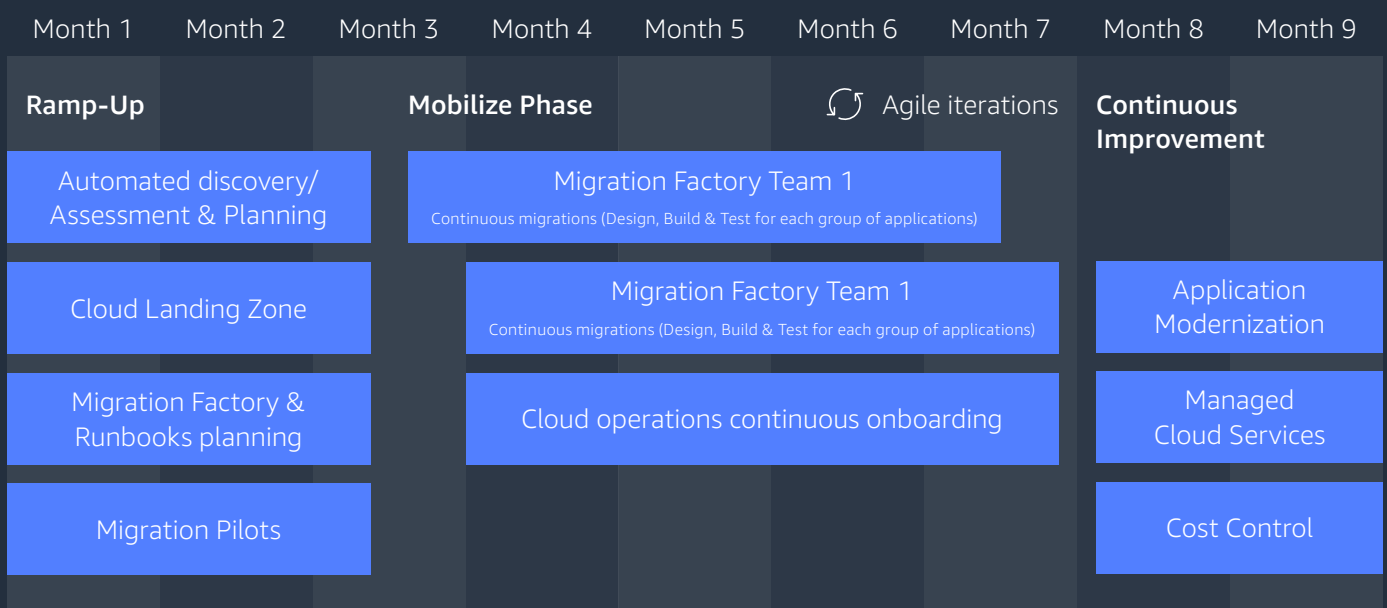 Month 1 Month 2 Month 3 Month 4 Month 5 Month 6 Month 7 Month 8 Month 9
Ramp-Up
Automated discovery/
Assessment & Planning
Cloud Landing Zone
Migration Factory &
Runbooks planning
Migration Pilots
Mobilize Phase
Agile iterations
Migration Factory Team 1
Continuous migrations (Design, Build & Test for each group of applications)
Migration Factory Team 1
Continuous migrations (Design, Build & Test for each group of applications)
Cloud operations continuous onboarding
Continuous
Improvement
Application
Modernization
Managed
Cloud Services
Cost Control